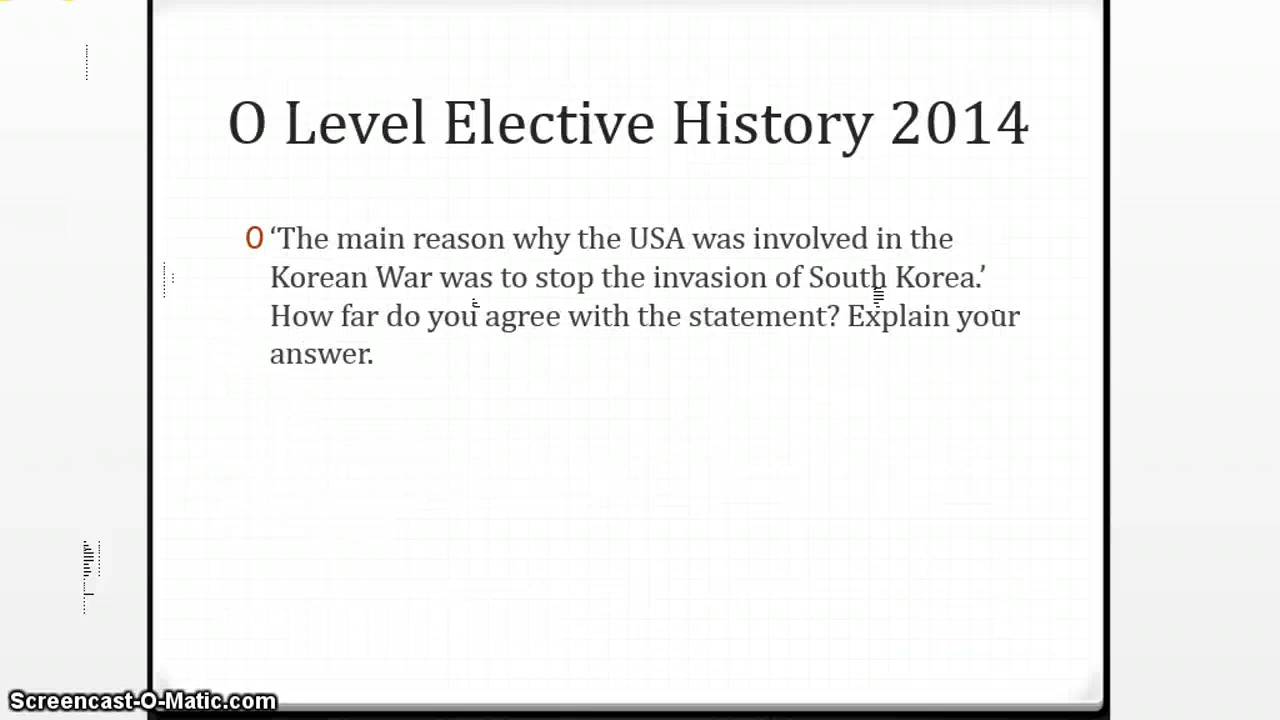 O Level Elective History 2014
O ‘The main reason why the USA was involved in the
Korean War was to stop the invasion of South Korea.’
How far do you agree with the statement? Explain your
answer.
Screencast-O-Matic.com